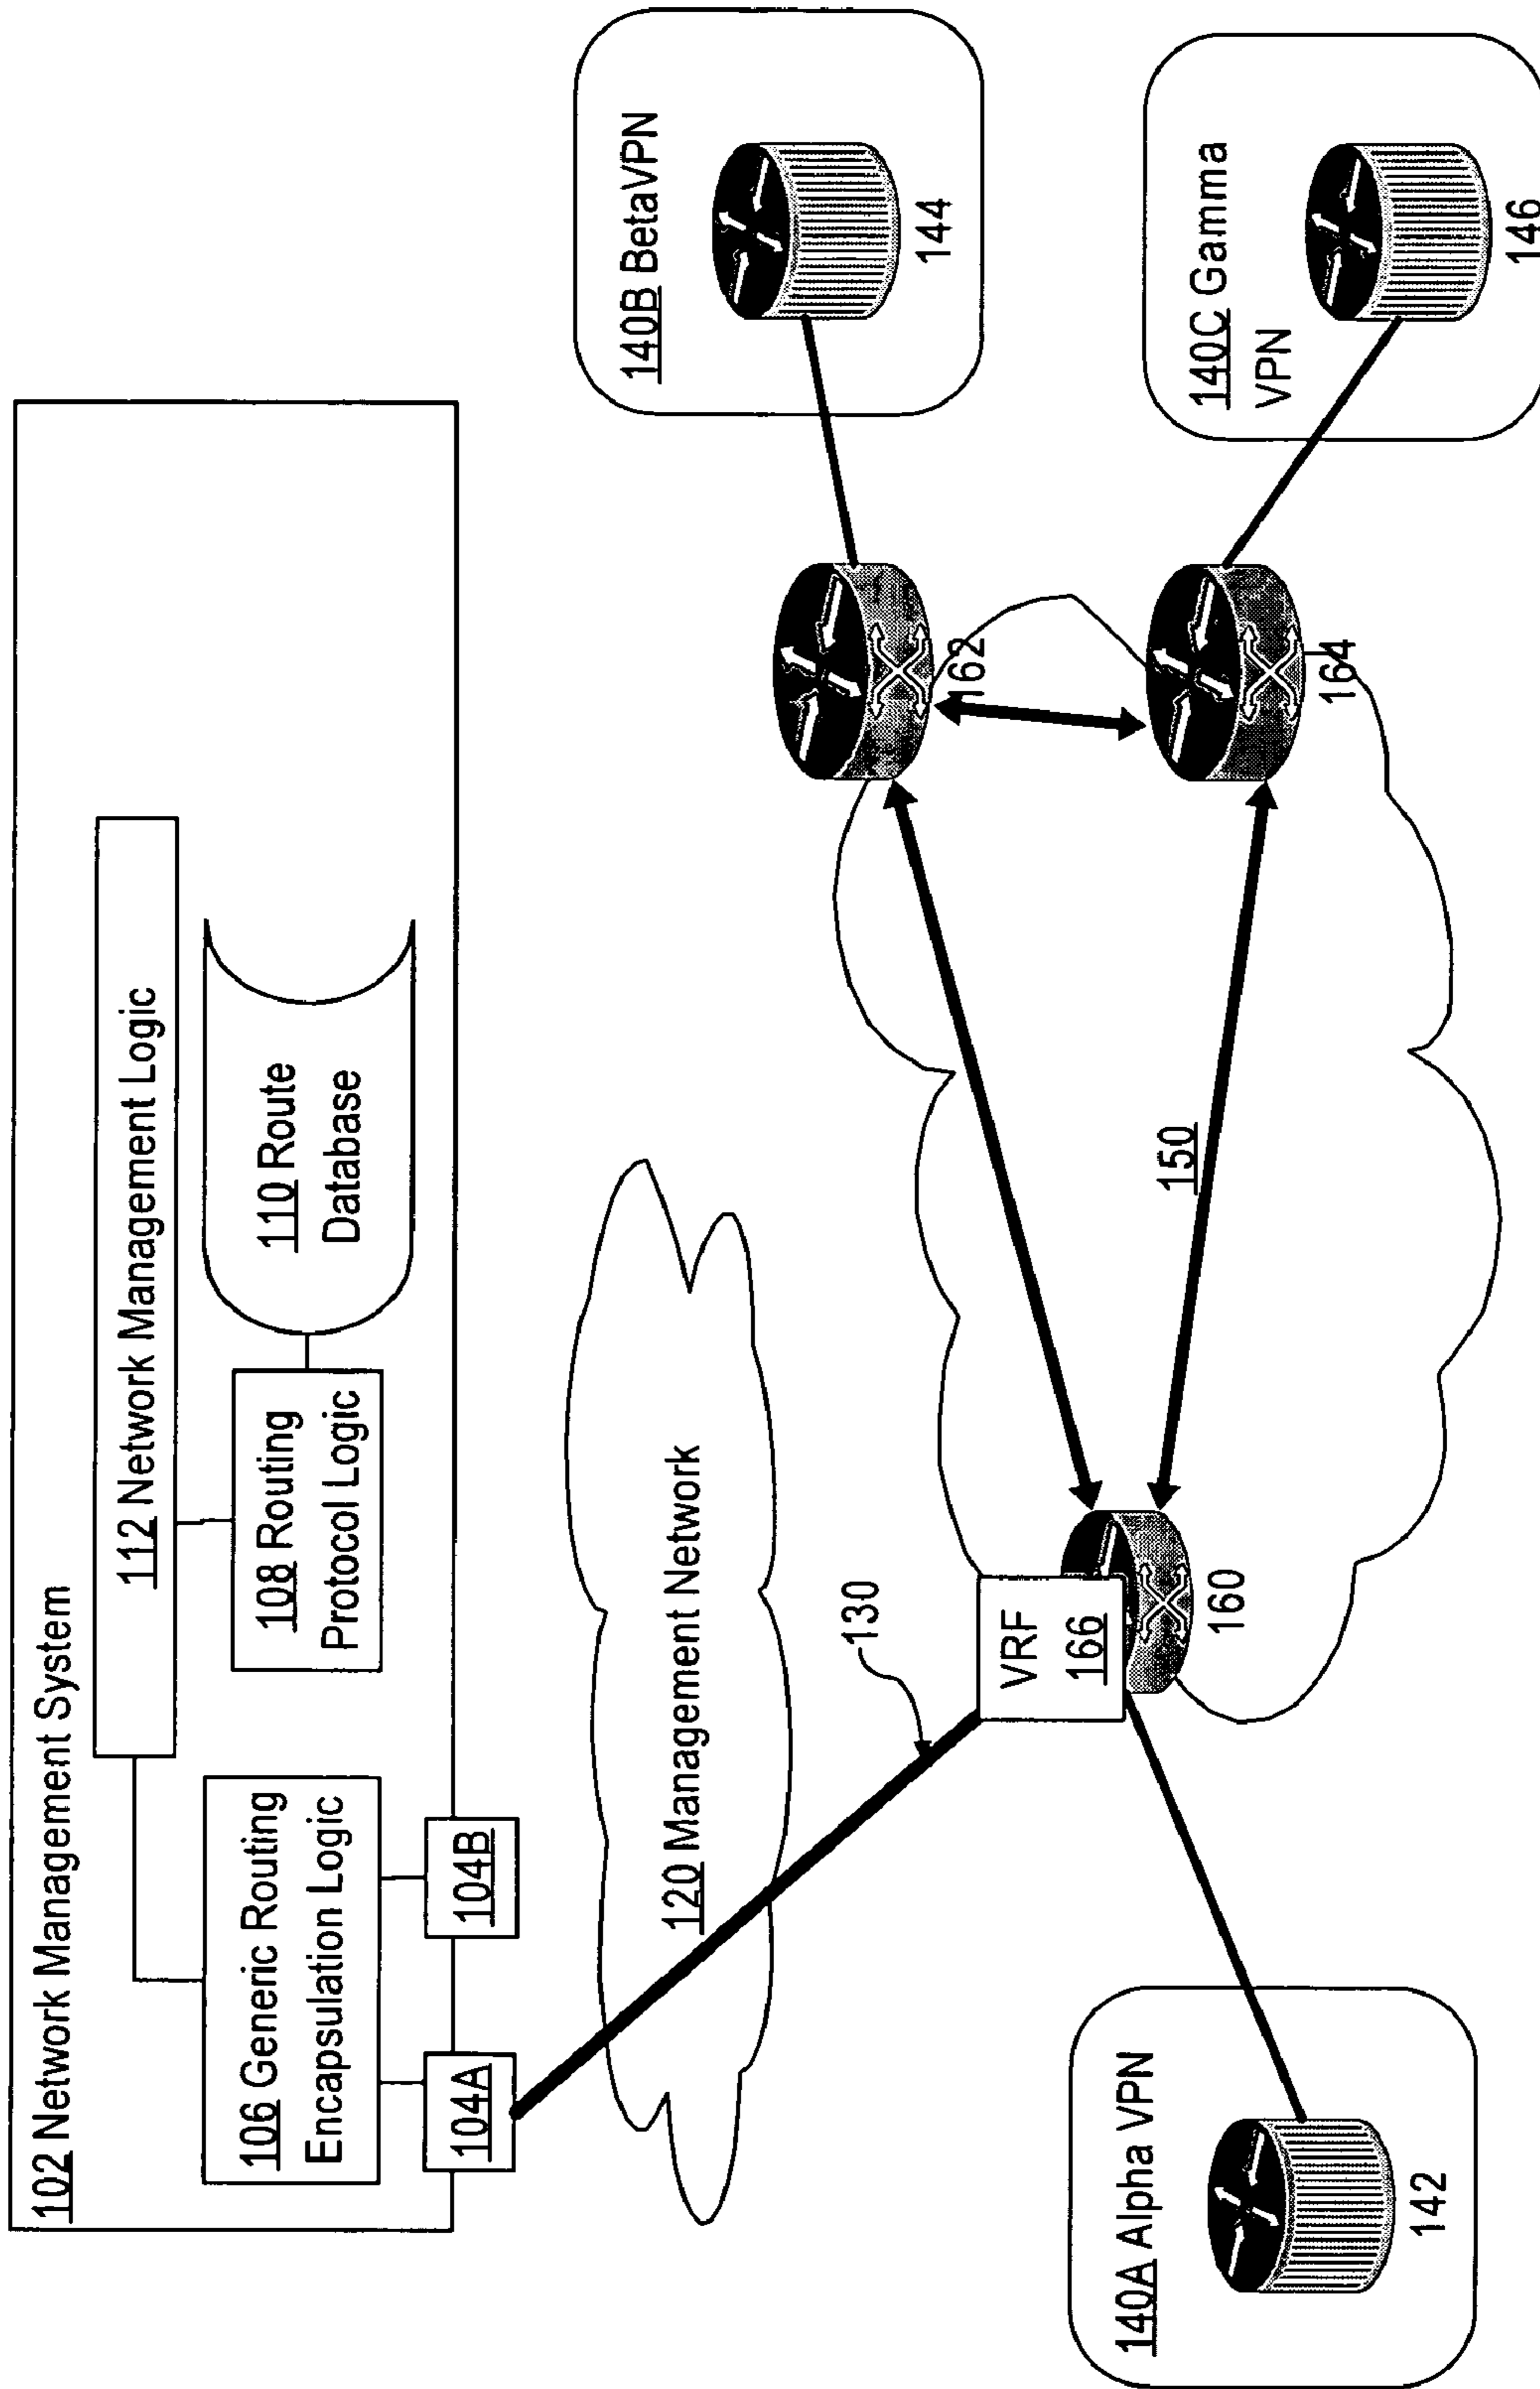 102 Network Management System
112 Network Management Logic
106 Generic Routing
Encapsulation Logic
108 Routing
Protocol Logic
110 Route
Database
104A
104B
120 Management Network
130
140B BetaVPN
144
VRF
166
160
150
162
164
140A Alpha VPN
142
140C Gamma
VPN
146